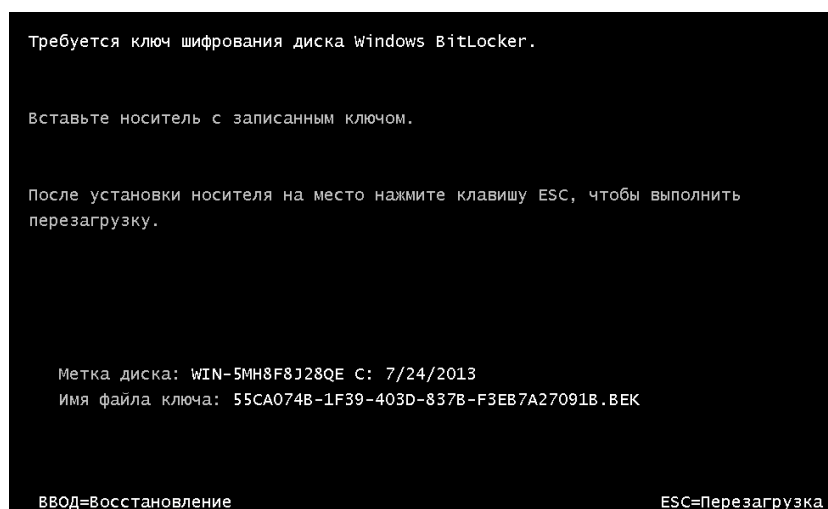 Требуется ключ шифрования диска Windows BitLocker.
Вставьте носитель с записанным ключом.
После установки носителя на место нажмите клавишу ESC, чтобы выполнить
перезагрузку.
Метка диска: WIN-5MH8F8J28QE C: 7/24/2013
Имя файла ключа: 55CA074B-1F39-403D-837B-F3EB7A27091B.BEK
ВВОД=Восстановление ESC=Перезагрузка